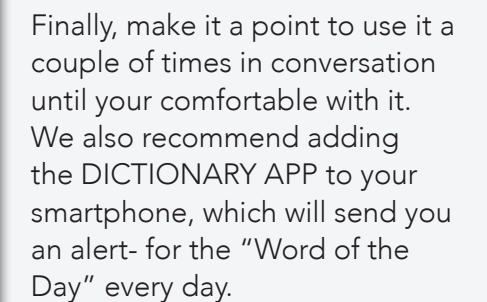 Finally, make it a point to use it a
couple of times in conversation
until your comfortable with it.
We also recommend adding
the DICTIONARY APP to your
smartphone, which will send you
an alert- for the “Word of the
Day” every day.